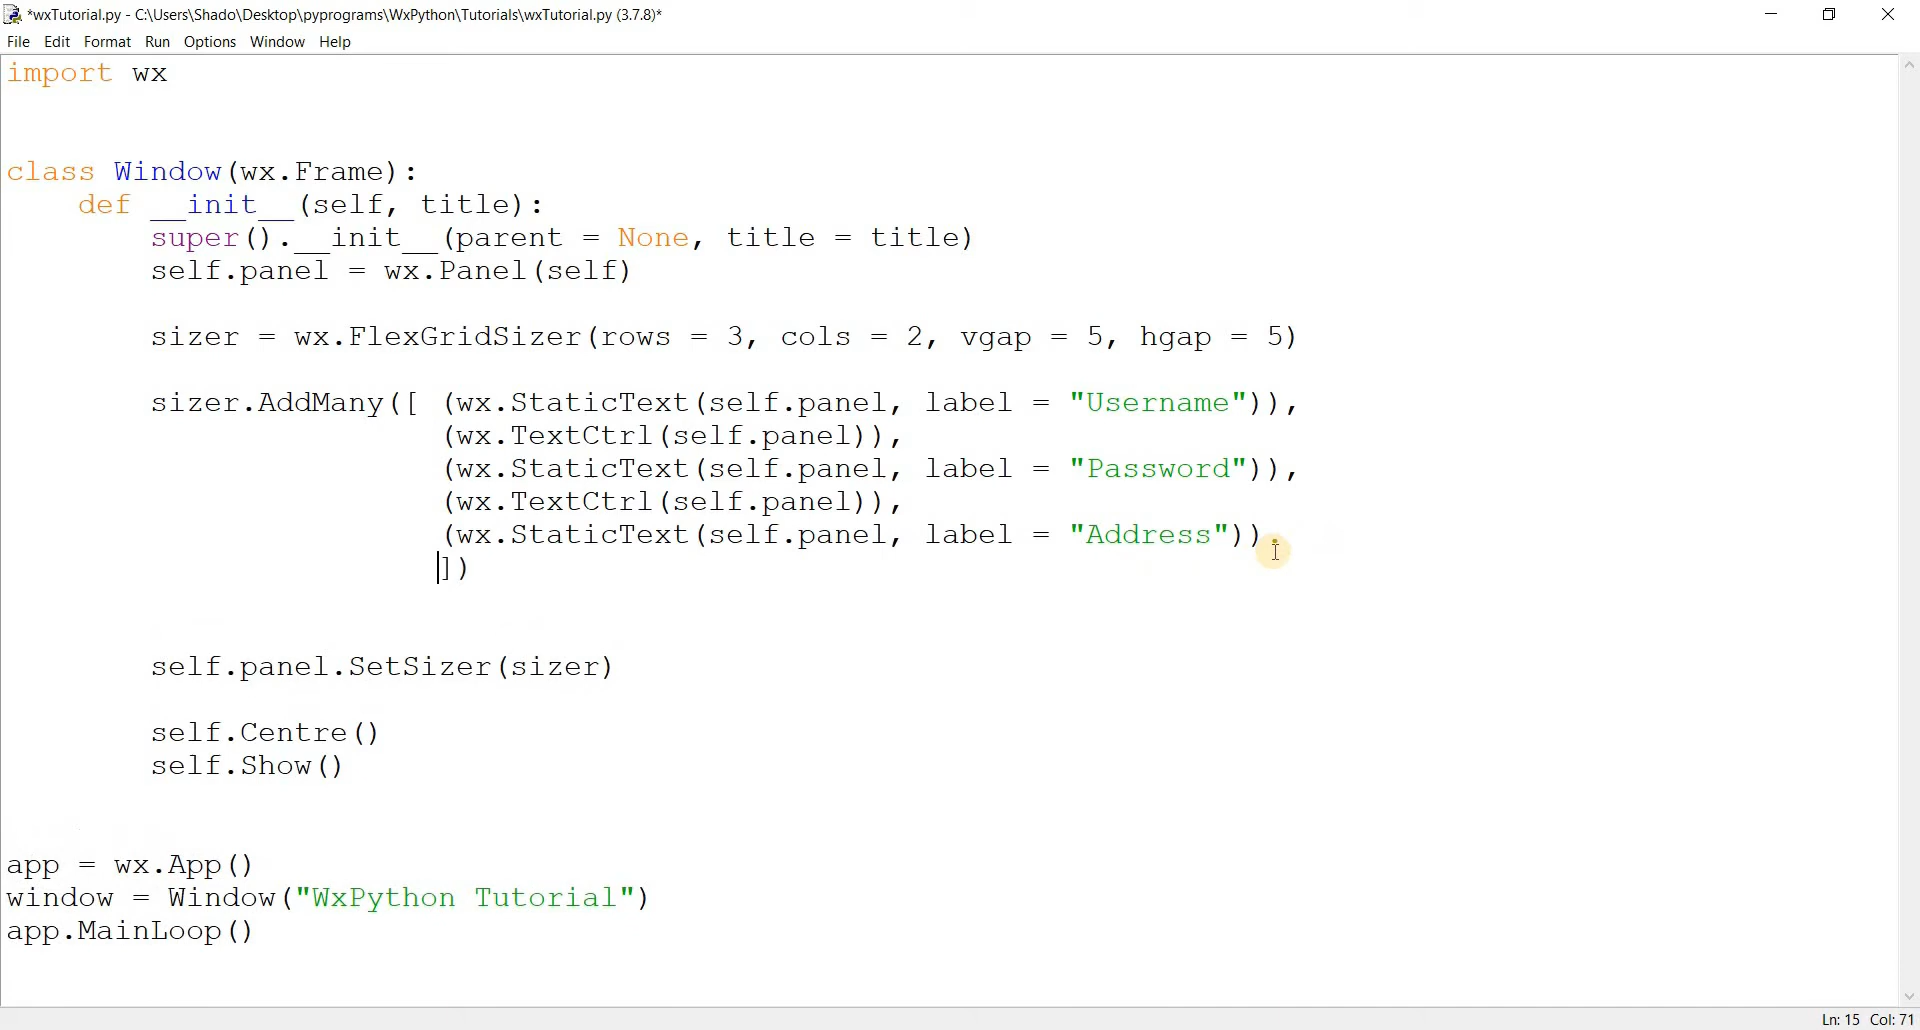 *wxTutorial.py - C:\Users\Shado\Desktop\pyprograms\WxPython\Tutorials\wxTutorial.py (3.7.8)*
File Edit Format Run Options Window Help
import wx
class Window(wx.Frame):
    def __init__(self, title):
        super().__init__(parent = None, title = title)
        self.panel = wx.Panel(self)
        sizer = wx.FlexGridSizer(rows = 3, cols = 2, vgap = 5, hgap = 5)
        sizer.AddMany([ (wx.StaticText(self.panel, label = "Username")),
                        (wx.TextCtrl(self.panel)),
                        (wx.StaticText(self.panel, label = "Password")),
                        (wx.TextCtrl(self.panel)),
                        (wx.StaticText(self.panel, label = "Address"))
                        ])
        self.panel.SetSizer(sizer)
        self.Centre()
        self.Show()
app = wx.App()
window = Window("WxPython Tutorial")
app.MainLoop()
Ln: 15 Col: 71